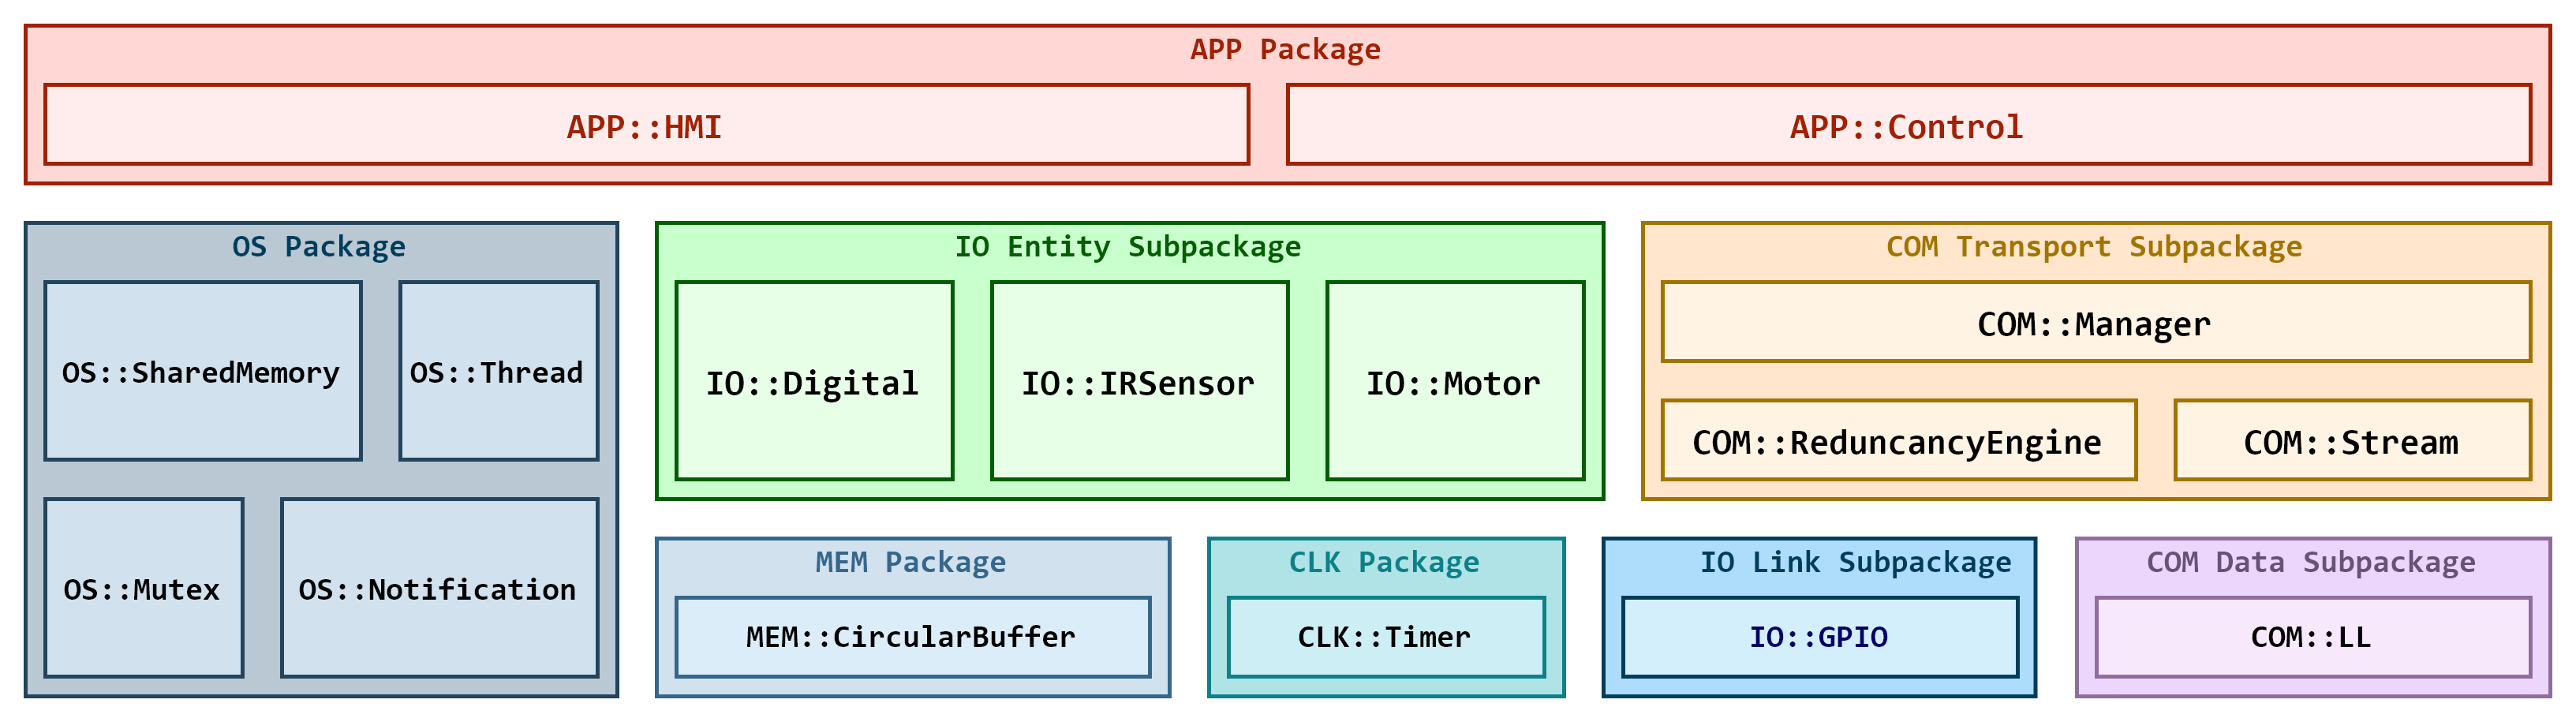 APP Package
APP::HMI
APP::Control
OS Package
OS::SharedMemory
OS::Thread
OS::Mutex
OS::Notification
IO Entity Subpackage
IO::Digital
IO::IRSensor
IO::Motor
COM Transport Subpackage
COM::Manager
COM::ReduncancyEngine
COM::Stream
MEM Package
MEM::CircularBuffer
CLK Package
CLK::Timer
IO Link Subpackage
IO::GPIO
COM Data Subpackage
COM::LL